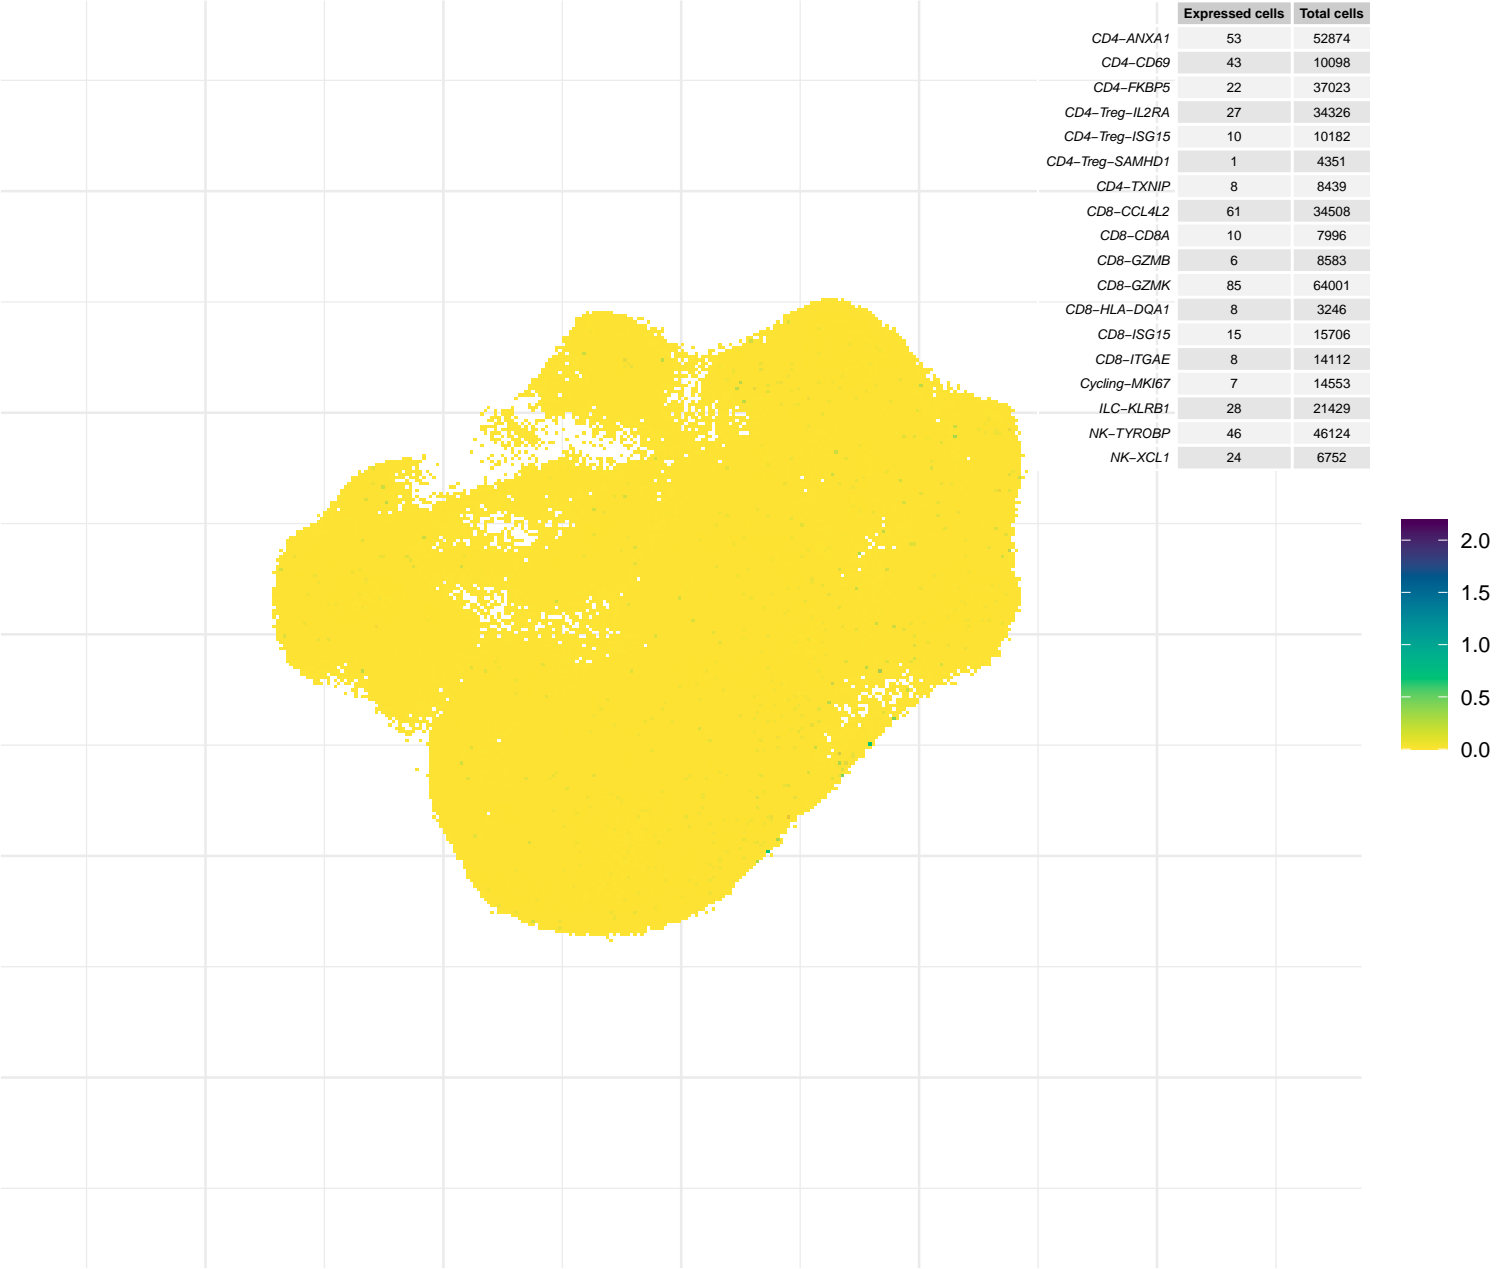 Expressed cells Total cells
CD4−ANXA1 53 52874
CD4−CD69 43 10098
CD4−FKBP5 22 37023
CD4−Treg−IL2RA 27 34326
CD4−Treg−ISG15 10 10182
CD4−Treg−SAMHD1 1 4351
CD4−TXNIP 8 8439
CD8−CCL4L2 61 34508
CD8−CD8A 10 7996
CD8−GZMB 6 8583
CD8−GZMK 85 64001
CD8−HLA−DQA1 8 3246
CD8−ISG15 15 15706
CD8−ITGAE 8 14112
Cycling−MKI67 7 14553
ILC−KLRB1 28 21429
NK−TYROBP 46 46124
NK−XCL1 24 6752
2.0
1.5
1.0
0.5
0.0